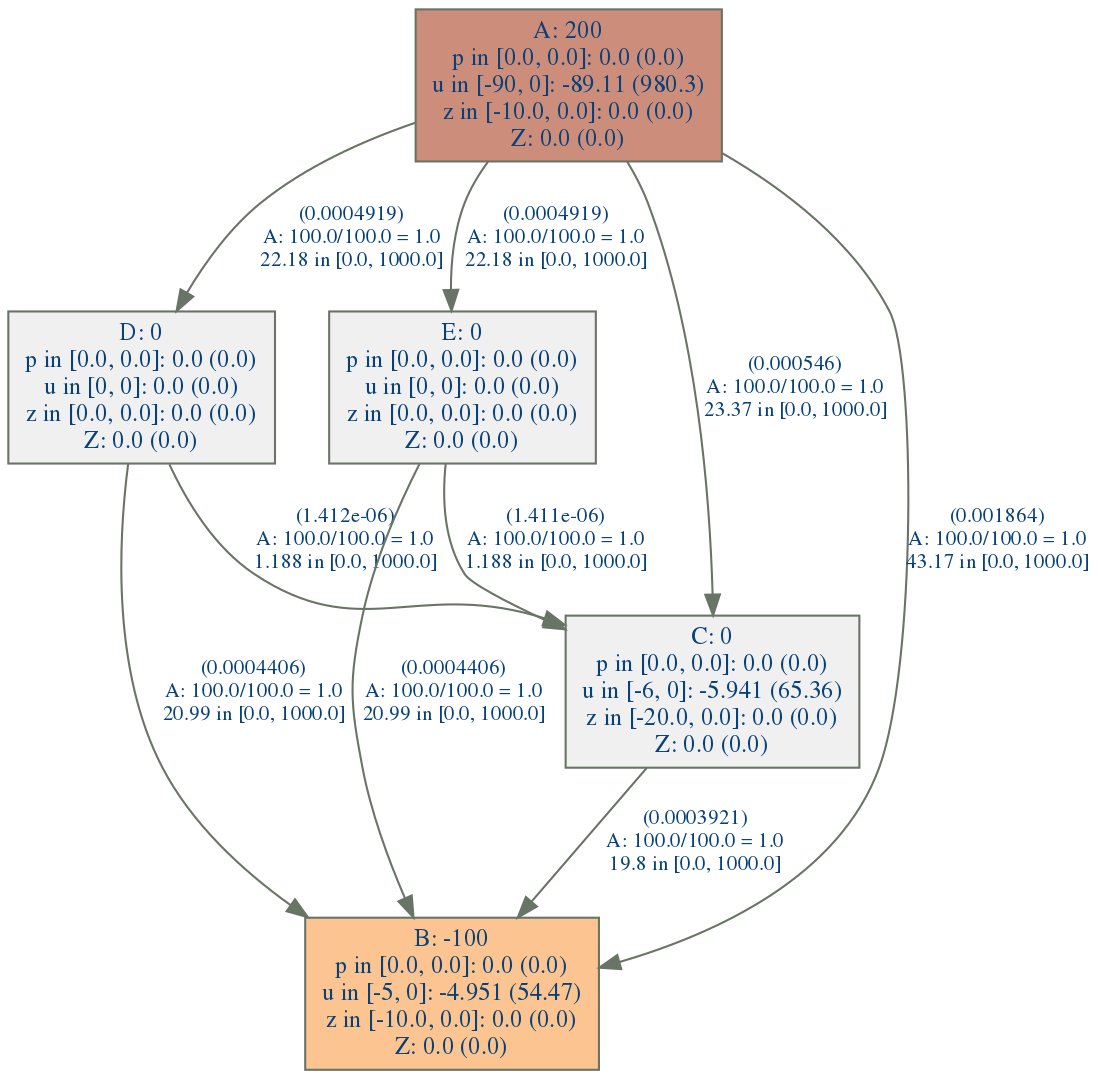 A: 200
p in [0.0, 0.0]: 0.0 (0.0)
u in [-90, 0]: -89.11 (980.3)
z in [-10.0, 0.0]: 0.0 (0.0)
Z: 0.0 (0.0)
(0.0004919)
A: 100.0/100.0 = 1.0
22.18 in [0.0, 1000.0]
(0.0004919)
A: 100.0/100.0 = 1.0
22.18 in [0.0, 1000.0]
D: 0
p in [0.0, 0.0]: 0.0 (0.0)
u in [0, 0]: 0.0 (0.0)
z in [0.0, 0.0]: 0.0 (0.0)
Z: 0.0 (0.0)
E: 0
p in [0.0, 0.0]: 0.0 (0.0)
u in [0, 0]: 0.0 (0.0)
z in [0.0, 0.0]: 0.0 (0.0)
Z: 0.0 (0.0)
(0.000546)
A: 100.0/100.0 = 1.0
23.37 in [0.0, 1000.0]
(1.412e-06)
A: 100.0/100.0 = 1.0
1.188 in [0.0, 1000.0]
(1.411e-06)
A: 100.0/100.0 = 1.0
1.188 in [0.0, 1000.0]
(0.001864)
A: 100.0/100.0 = 1.0
43.17 in [0.0, 1000.0]
(0.0004406)
A: 100.0/100.0 = 1.0
20.99 in [0.0, 1000.0]
(0.0004406)
A: 100.0/100.0 = 1.0
20.99 in [0.0, 1000.0]
C: 0
p in [0.0, 0.0]: 0.0 (0.0)
u in [-6, 0]: -5.941 (65.36)
z in [-20.0, 0.0]: 0.0 (0.0)
Z: 0.0 (0.0)
(0.0003921)
A: 100.0/100.0 = 1.0
19.8 in [0.0, 1000.0]
B: -100
p in [0.0, 0.0]: 0.0 (0.0)
u in [-5, 0]: -4.951 (54.47)
z in [-10.0, 0.0]: 0.0 (0.0)
Z: 0.0 (0.0)